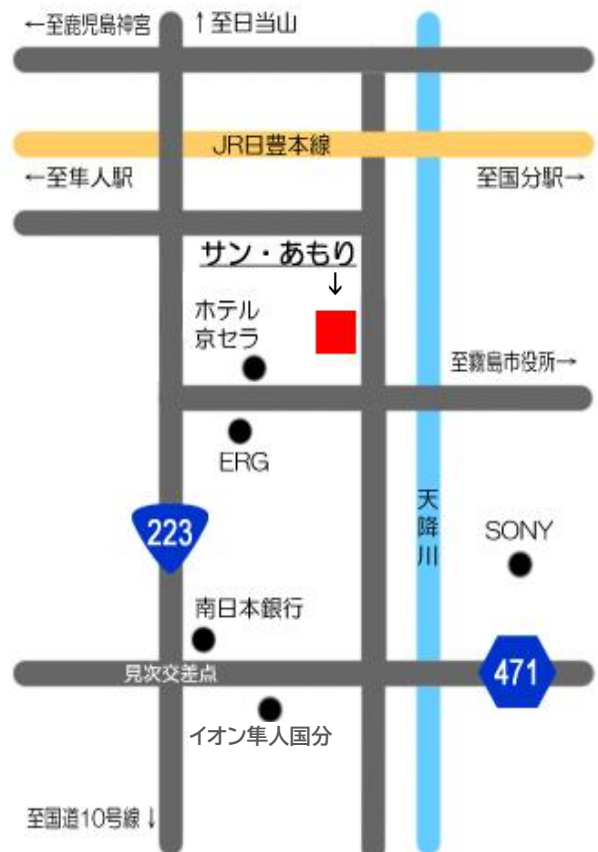 ←至鹿児島神宮
↑至日当山
JR日豊本線
←至隼人駅
至国分駅→
サン・あもり
↓
ホテル
京セラ
至霧島市役所→
ERG
天降川
223
SONY
南日本銀行
見次交差点
471
イオン隼人国分
至国道10号線↓